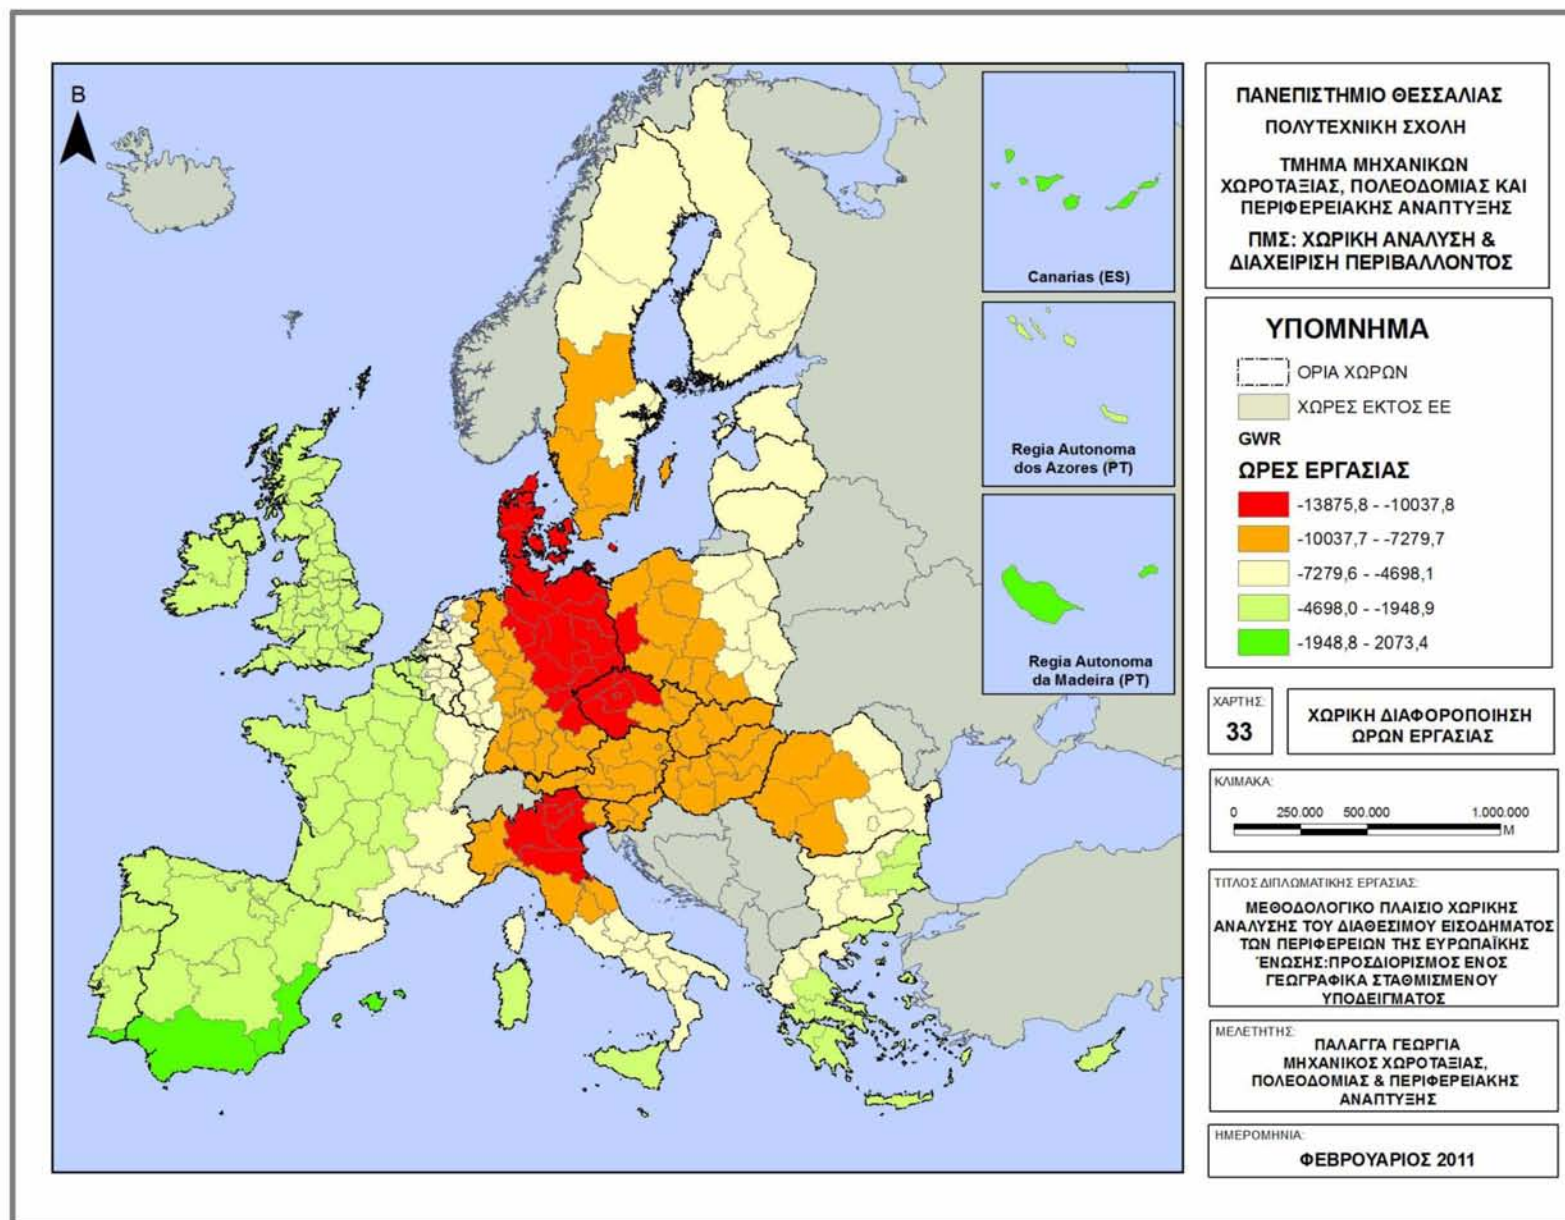 B
Canarias (ES)
Regia Autonoma
dos Azores (PT)
Regia Autonoma
da Madeira (PT)
ΠΑΝΕΠΙΣΤΗΜΙΟ ΘΕΣΣΑΛΙΑΣ
ΠΟΛΥΤΕΧΝΙΚΗ ΣΧΟΛΗ
ΤΜΗΜΑ ΜΗΧΑΝΙΚΩΝ
ΧΩΡΟΤΑΞΙΑΣ, ΠΟΛΕΟΔΟΜΙΑΣ ΚΑΙ
ΠΕΡΙΦΕΡΕΙΑΚΗΣ ΑΝΑΠΤΥΞΗΣ
ΠΜΣ: ΧΩΡΙΚΗ ΑΝΑΛΥΣΗ &
ΔΙΑΧΕΙΡΙΣΗ ΠΕΡΙΒΑΛΛΟΝΤΟΣ
ΥΠΟΜΝΗΜΑ
ΟΡΙΑ ΧΩΡΩΝ
ΧΩΡΕΣ ΕΚΤΟΣ ΕΕ
GWR
ΩΡΕΣ ΕΡΓΑΣΙΑΣ
-13875,8 - -10037,8
-10037,7 - -7279,7
-7279,6 - -4698,1
-4698,0 - -1948,9
-1948,8 - 2073,4
ΧΑΡΤΗΣ:
33
ΧΩΡΙΚΗ ΔΙΑΦΟΡΟΠΟΙΗΣΗ
ΩΡΩΝ ΕΡΓΑΣΙΑΣ
ΚΛΙΜΑΚΑ:
0 250.000 500.000 1.000.000
M
ΤΙΤΛΟΣ ΔΙΠΛΩΜΑΤΙΚΗΣ ΕΡΓΑΣΙΑΣ:
ΜΕΘΟΔΟΛΟΓΙΚΟ ΠΛΑΙΣΙΟ ΧΩΡΙΚΗΣ
ΑΝΑΛΥΣΗΣ ΤΟΥ ΔΙΑΘΕΣΙΜΟΥ ΕΙΣΟΔΗΜΑΤΟΣ
ΤΩΝ ΠΕΡΙΦΕΡΕΙΩΝ ΤΗΣ ΕΥΡΩΠΑΪΚΗΣ
ΈΝΩΣΗΣ:ΠΡΟΣΔΙΟΡΙΣΜΟΣ ΕΝΟΣ
ΓΕΩΓΡΑΦΙΚΑ ΣΤΑΘΜΙΣΜΕΝΟΥ
ΥΠΟΔΕΙΓΜΑΤΟΣ
ΜΕΛΕΤΗΤΗΣ:
ΠΑΛΑΓΓΑ ΓΕΩΡΓΙΑ
ΜΗΧΑΝΙΚΟΣ ΧΩΡΟΤΑΞΙΑΣ,
ΠΟΛΕΟΔΟΜΙΑΣ & ΠΕΡΙΦΕΡΕΙΑΚΗΣ
ΑΝΑΠΤΥΞΗΣ
ΗΜΕΡΟΜΗΝΙΑ:
ΦΕΒΡΟΥΑΡΙΟΣ 2011